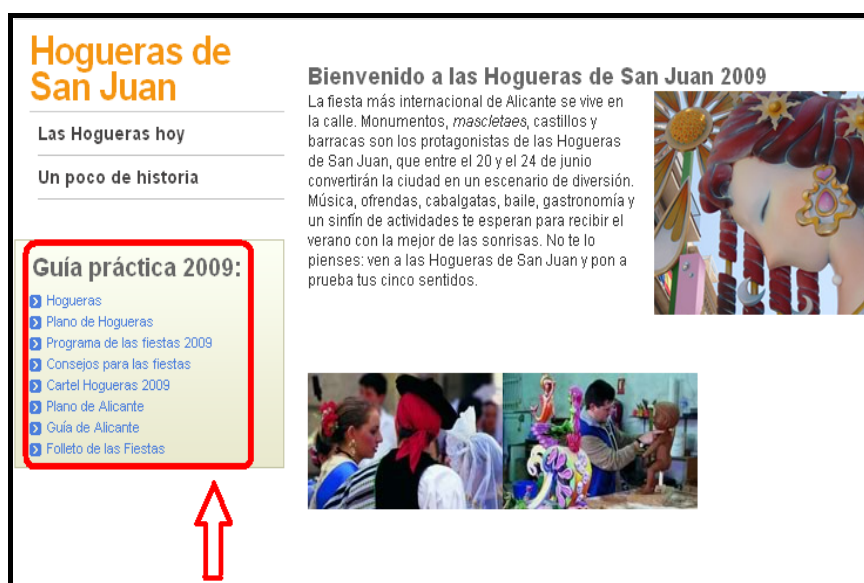 Hogueras de
San Juan
Las Hogueras hoy
Un poco de historia
Guía práctica 2009:
Hogueras
Plano de Hogueras
Programa de las fiestas 2009
Consejos para las fiestas
Cartel Hogueras 2009
Plano de Alicante
Guía de Alicante
Folleto de las Fiestas
Bienvenido a las Hogueras de San Juan 2009
La fiesta más internacional de Alicante se vive en
la calle. Monumentos, mascletaes, castillos y
barracas son los protagonistas de las Hogueras
de San Juan, que entre el 20 y el 24 de junio
convertirán la ciudad en un escenario de diversión.
Música, ofrendas, cabalgatas, baile, gastronomía y
un sinfín de actividades te esperan para recibir el
verano con la mejor de las sonrisas. No te lo
pienses: ven a las Hogueras de San Juan y pon a
prueba tus cinco sentidos.